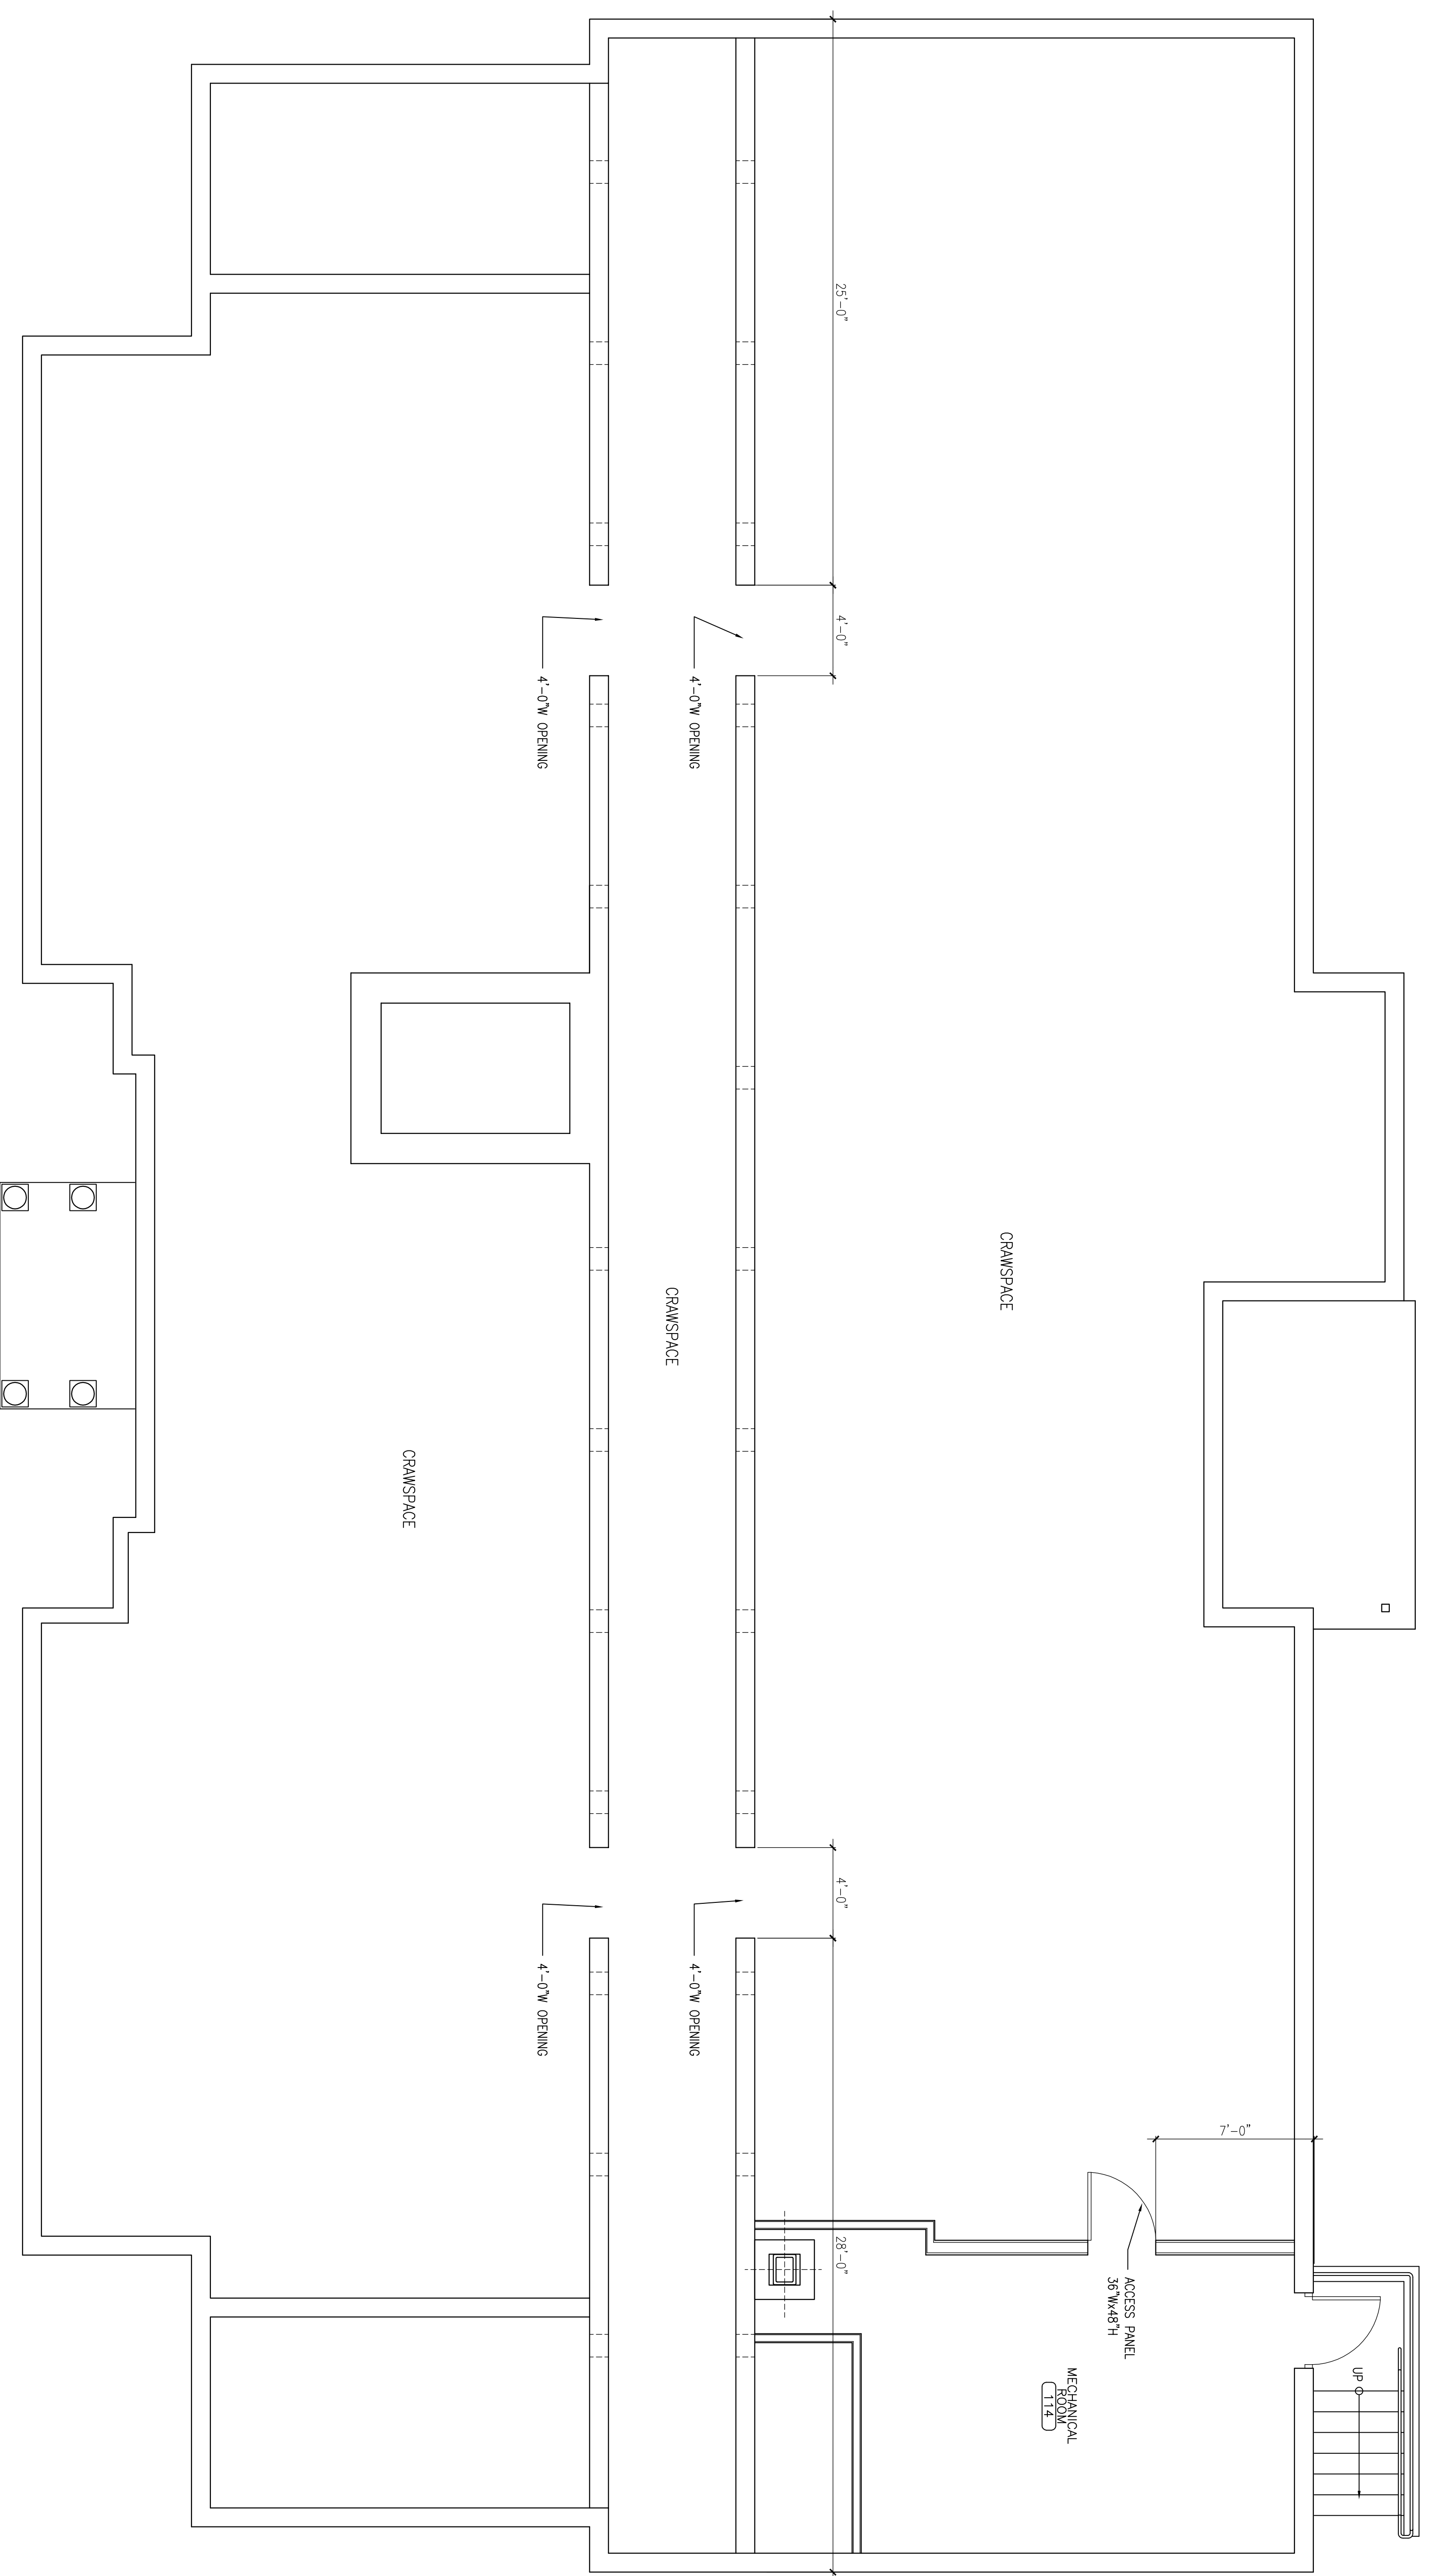 UP
7'-0"
ACCESS PANEL
36"Wx48"H
MECHANICAL
ROOM
114
CRAWSPACE
25'-0"
4'-0"
4'-0"
28'-0"
4'-0"W OPENING
4'-0"W OPENING
CRAWSPACE
4'-0"W OPENING
4'-0"W OPENING
CRAWSPACE